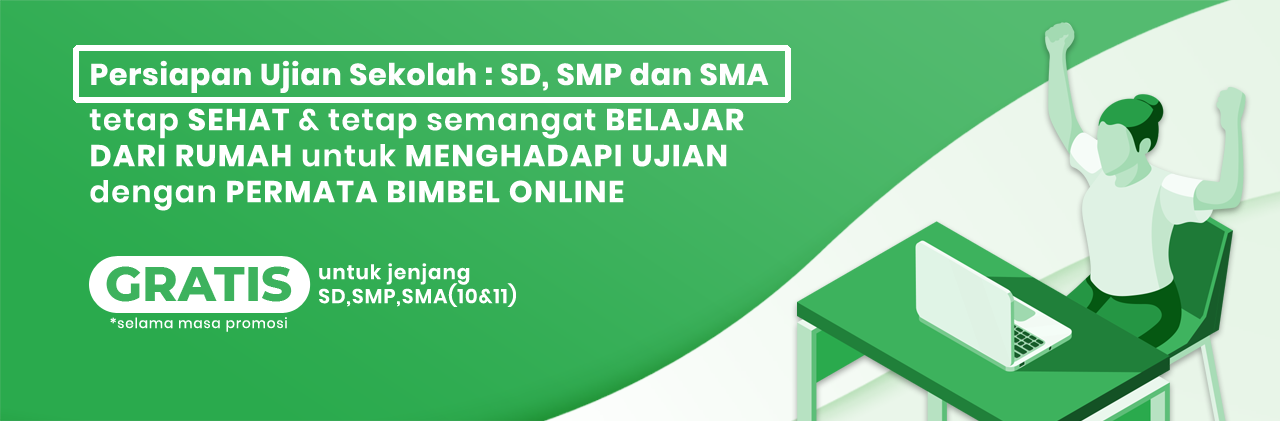 Persiapan Ujian Sekolah : SD, SMP dan SMA
tetap SEHAT & tetap semangat BELAJAR
DARI RUMAH untuk MENGHADAPI UJIAN
dengan PERMATA BIMBEL ONLINE
GRATIS
untuk jenjang
SD,SMP,SMA(10&11)
*selama masa promosi